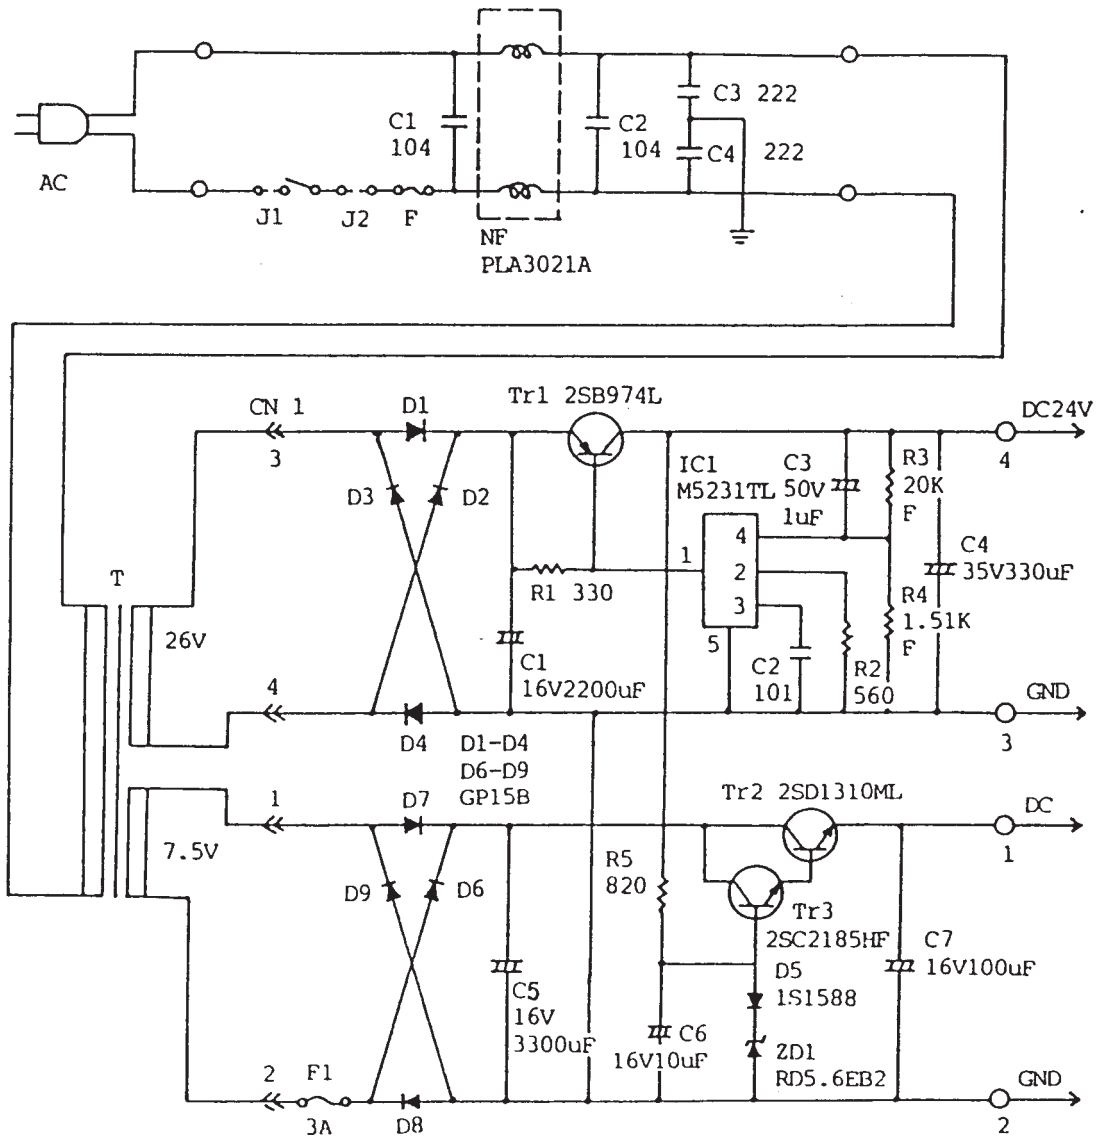 AC
C1
104
C2
104
C3 222
C4 222
J1
J2
F
NF
PLA3021A
CN 1
3
D1
Tr1 2SB974L
DC24V
4
D3
D2
IC1
M5231TL
C3
50V
1uF
R3
20K
F
1
4
2
3
5
R1 330
C4
35V330uF
T
26V
C1
16V2200uF
C2
101
R2
560
R4
1.51K
F
4
D4
GND
3
D1-D4
D6-D9
GP15B
1
D7
Tr2 2SD1310ML
DC
1
7.5V
D9
D6
R5
820
Tr3
2SC2185HF
C7
16V100uF
C5
16V
3300uF
D5
1S1588
C6
16V10uF
ZD1
RD5.6EB2
2
F1
3A
D8
GND
2